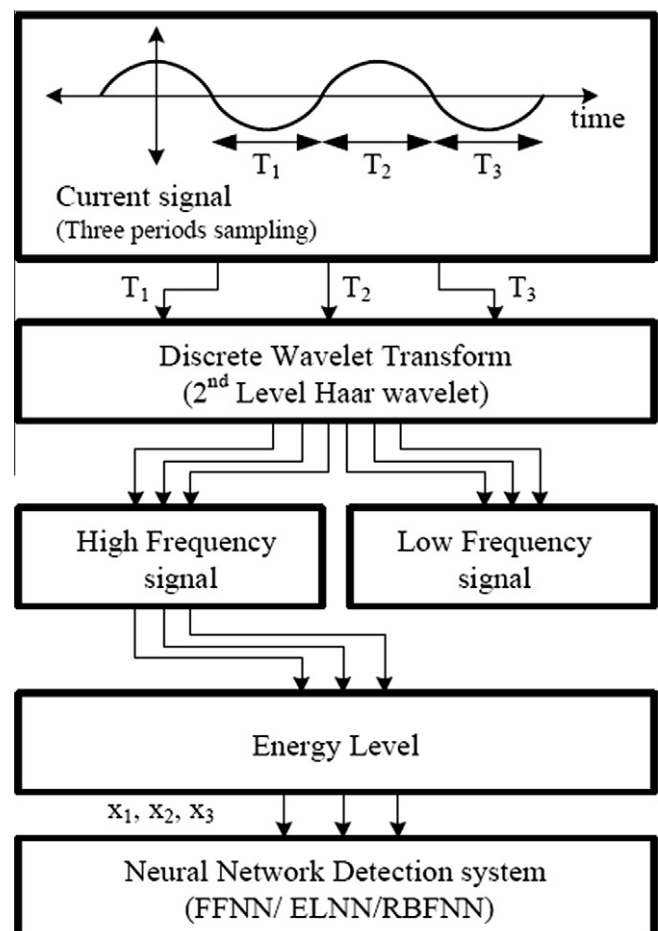 time
T₁ T₂ T₃
Current signal
(Three periods sampling)
T₁ T₂ T₃
Discrete Wavelet Transform
(2ⁿᵈ Level Haar wavelet)
High Frequency
signal
Low Frequency
signal
Energy Level
x₁, x₂, x₃
Neural Network Detection system
(FFNN/ ELNN/RBFNN)